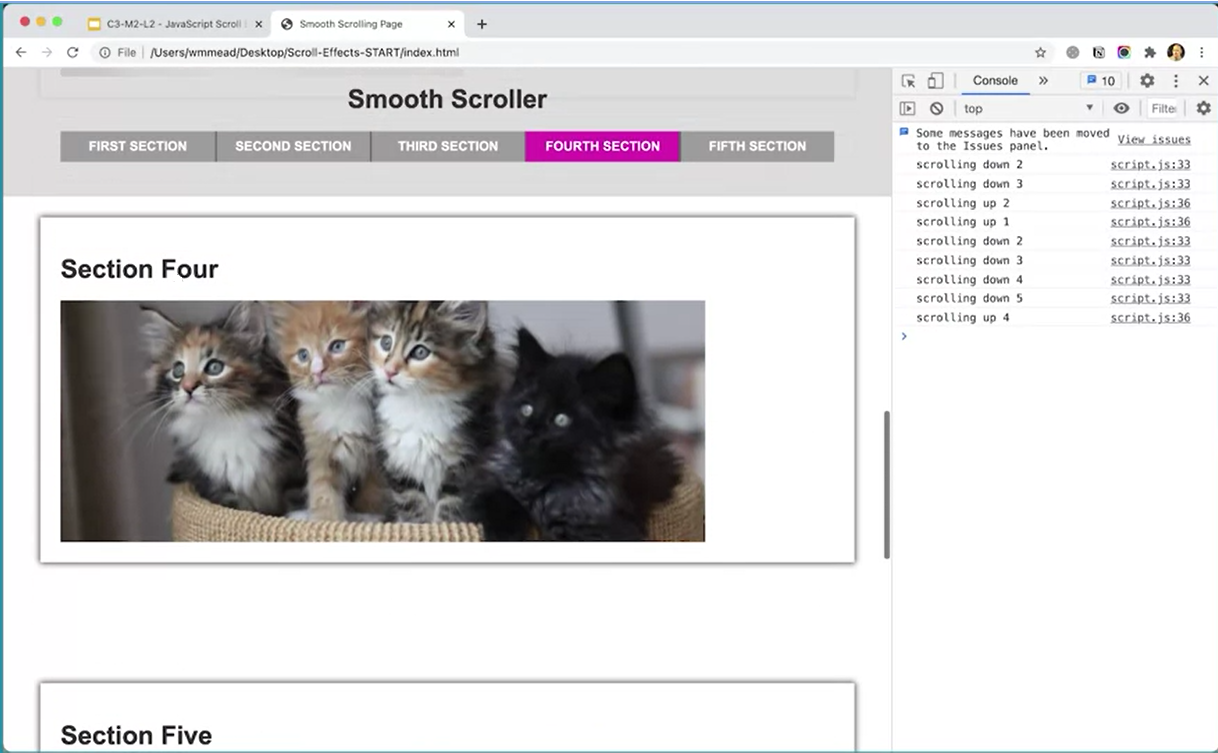 C3-M2-L2 - JavaScript Scroll
Smooth Scrolling Page
File /Users/wmmead/Desktop/Scroll-Effects-START/index.html
Smooth Scroller
FIRST SECTION SECOND SECTION THIRD SECTION FOURTH SECTION FIFTH SECTION
Section Four
Section Five
Console 10
top Filte
Some messages have been moved to the Issues panel. View issues
scrolling down 2 script.js:33
scrolling down 3 script.js:33
scrolling up 2 script.js:36
scrolling up 1 script.js:36
scrolling down 2 script.js:33
scrolling down 3 script.js:33
scrolling down 4 script.js:33
scrolling down 5 script.js:33
scrolling up 4 script.js:36